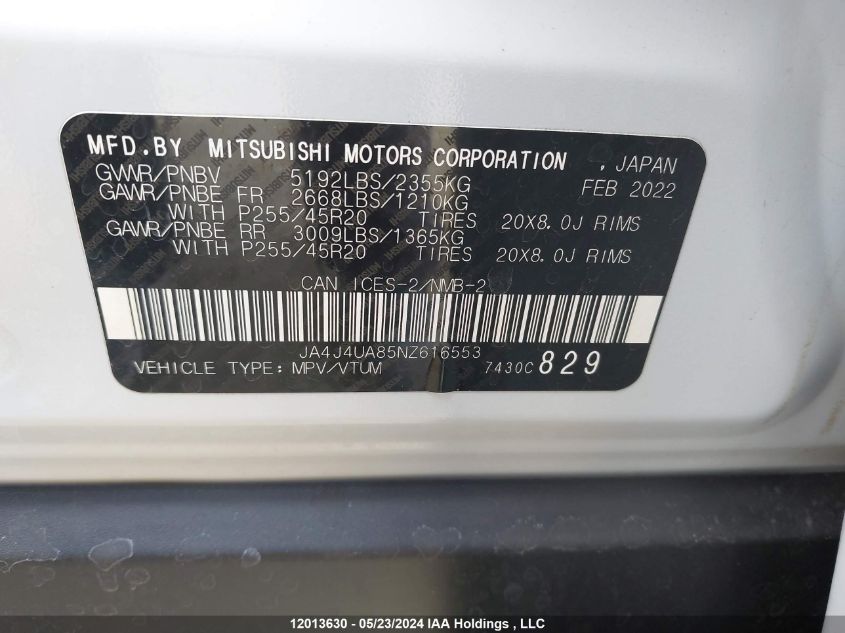 MFD.BY MITSUBISHI MOTORS CORPORATION , JAPAN
GVWR/PNBV 5192LBS/2355KG FEB 2022
GAWR/PNBE FR 2668LBS/1210KG
WITH P255/45R20 TIRES 20X8.0J RIMS
GAWR/PNBE RR 3009LBS/1365KG
WITH P255/45R20 TIRES 20X8.0J RIMS
CAN ICES-2/NMB-2
JA4J4UA85NZ616553
VEHICLE TYPE: MPV/VTUM 7430C 829
12013630 - 05/23/2024 IAA Holdings , LLC